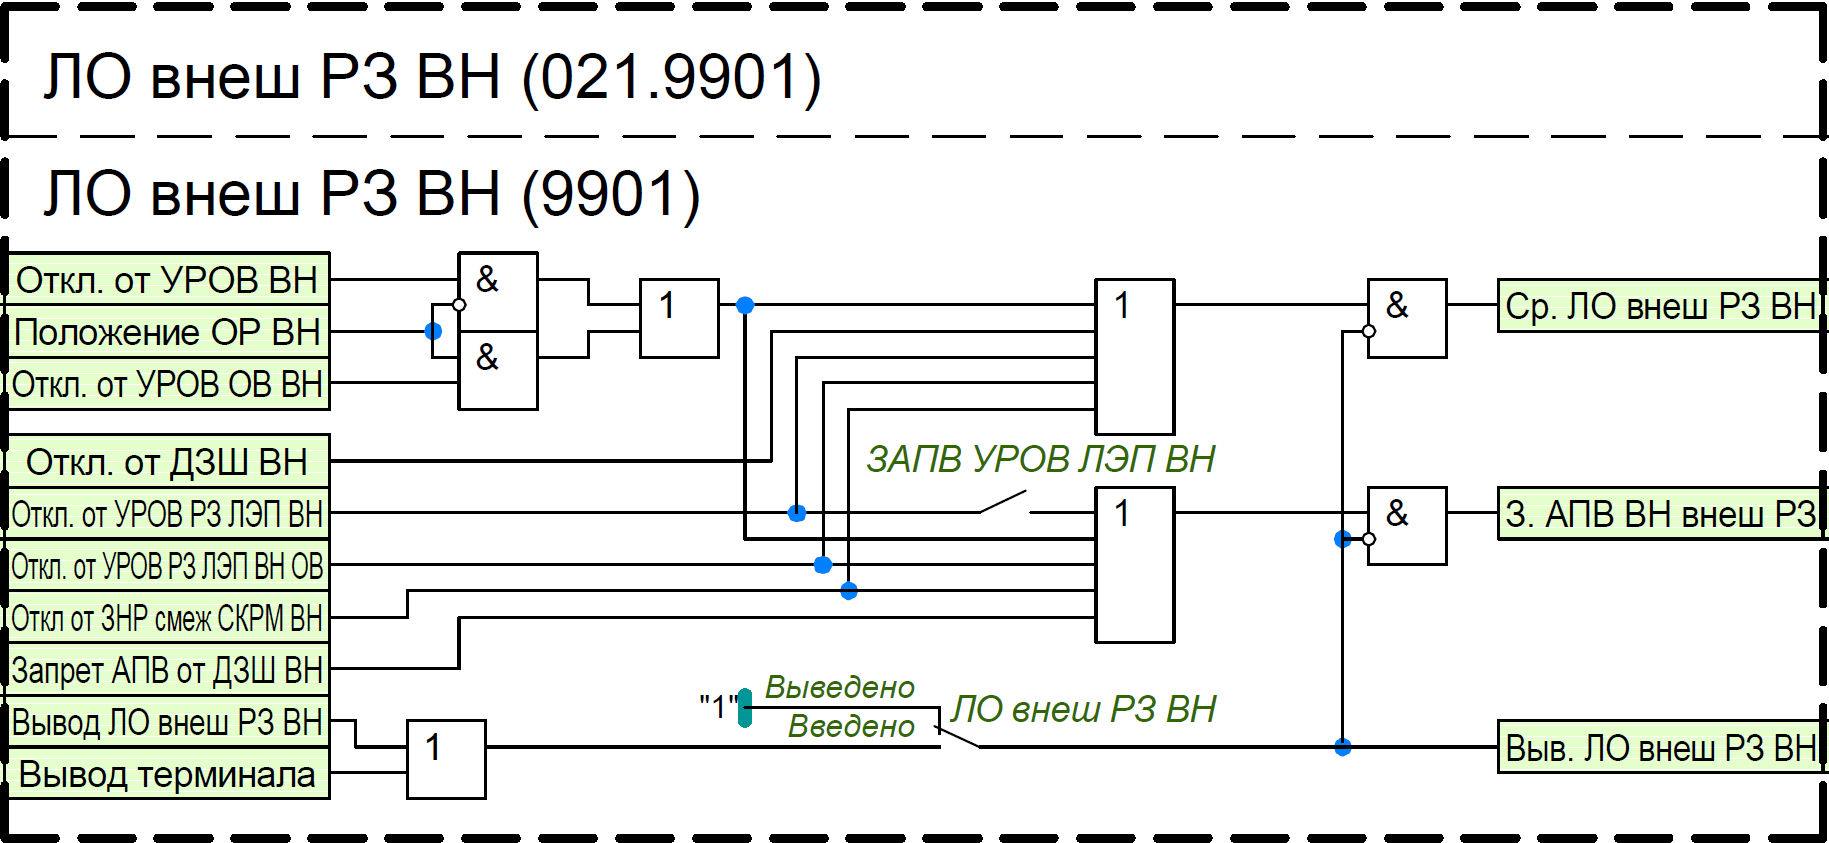 ЛО внеш РЗ ВН (021.9901)
ЛО внеш РЗ ВН (9901)
Откл. от УРОВ ВН
Положение ОР ВН
Откл. от УРОВ ОВ ВН
&
&
1
1
&
Ср. ЛО внеш РЗ ВН
Откл. от ДЗШ ВН
Откл. от УРОВ РЗ ЛЭП ВН
Откл. от УРОВ РЗ ЛЭП ВН ОВ
Откл от ЗНР смеж СКРМ ВН
Запрет АПВ от ДЗШ ВН
Вывод ЛО внеш РЗ ВН
Вывод терминала
ЗАПВ УРОВ ЛЭП ВН
1
&
З. АПВ ВН внеш РЗ
1
"1"
Выведено
Введено
ЛО внеш РЗ ВН
Выв. ЛО внеш РЗ ВН